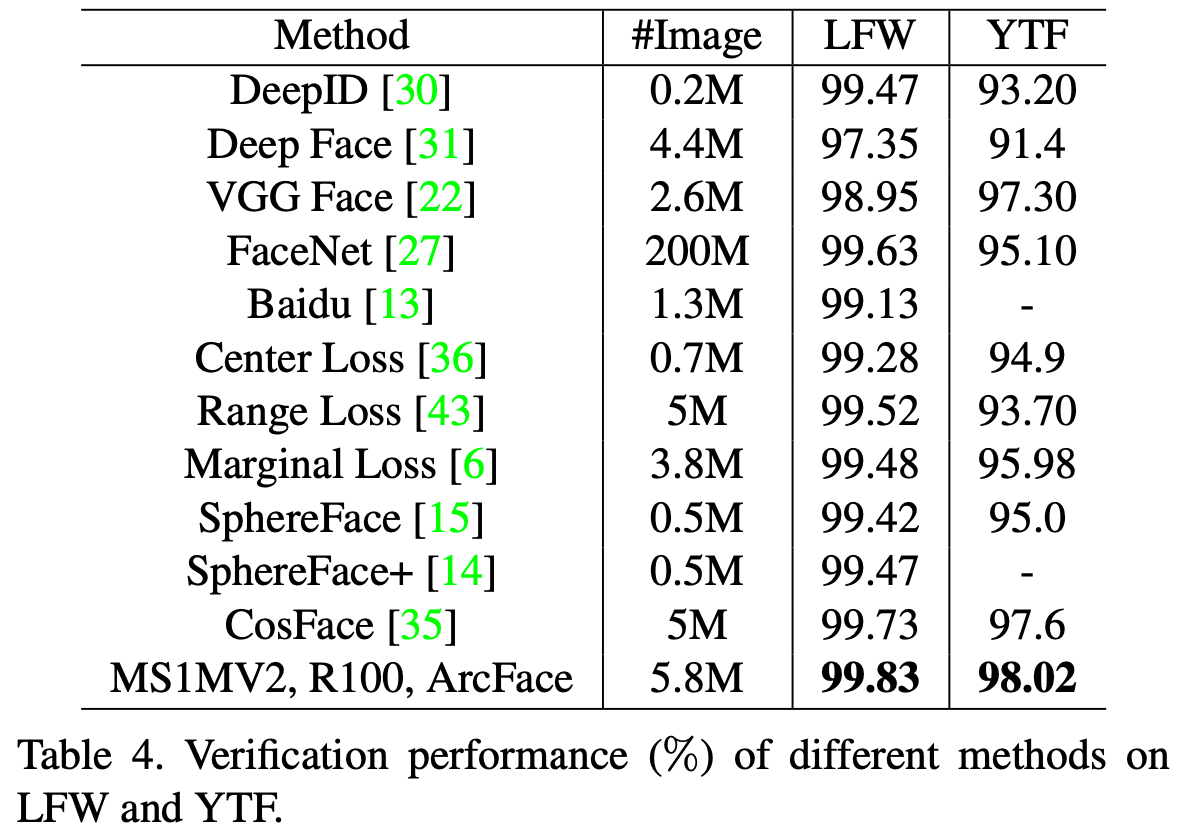 Method #Image LFW YTF
DeepID [30] 0.2M 99.47 93.20
Deep Face [31] 4.4M 97.35 91.4
VGG Face [22] 2.6M 98.95 97.30
FaceNet [27] 200M 99.63 95.10
Baidu [13] 1.3M 99.13 -
Center Loss [36] 0.7M 99.28 94.9
Range Loss [43] 5M 99.52 93.70
Marginal Loss [6] 3.8M 99.48 95.98
SphereFace [15] 0.5M 99.42 95.0
SphereFace+ [14] 0.5M 99.47 -
CosFace [35] 5M 99.73 97.6
MS1MV2, R100, ArcFace 5.8M 99.83 98.02
Table 4. Verification performance (%) of different methods on
LFW and YTF.